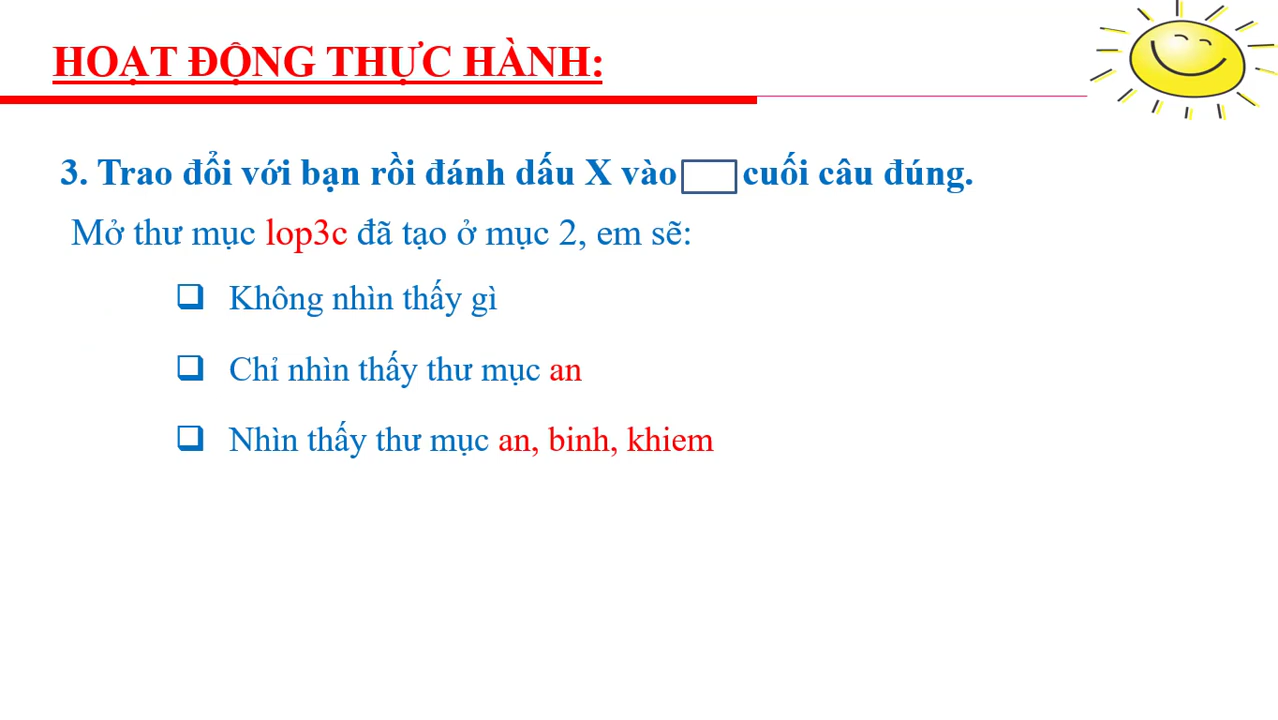 HOẠT ĐỘNG THỰC HÀNH:
3. Trao đổi với bạn rồi đánh dấu X vào cuối câu đúng.
Mở thư mục lop3c đã tạo ở mục 2, em sẽ:
❑ Không nhìn thấy gì
❑ Chỉ nhìn thấy thư mục an
❑ Nhìn thấy thư mục an, binh, khiem